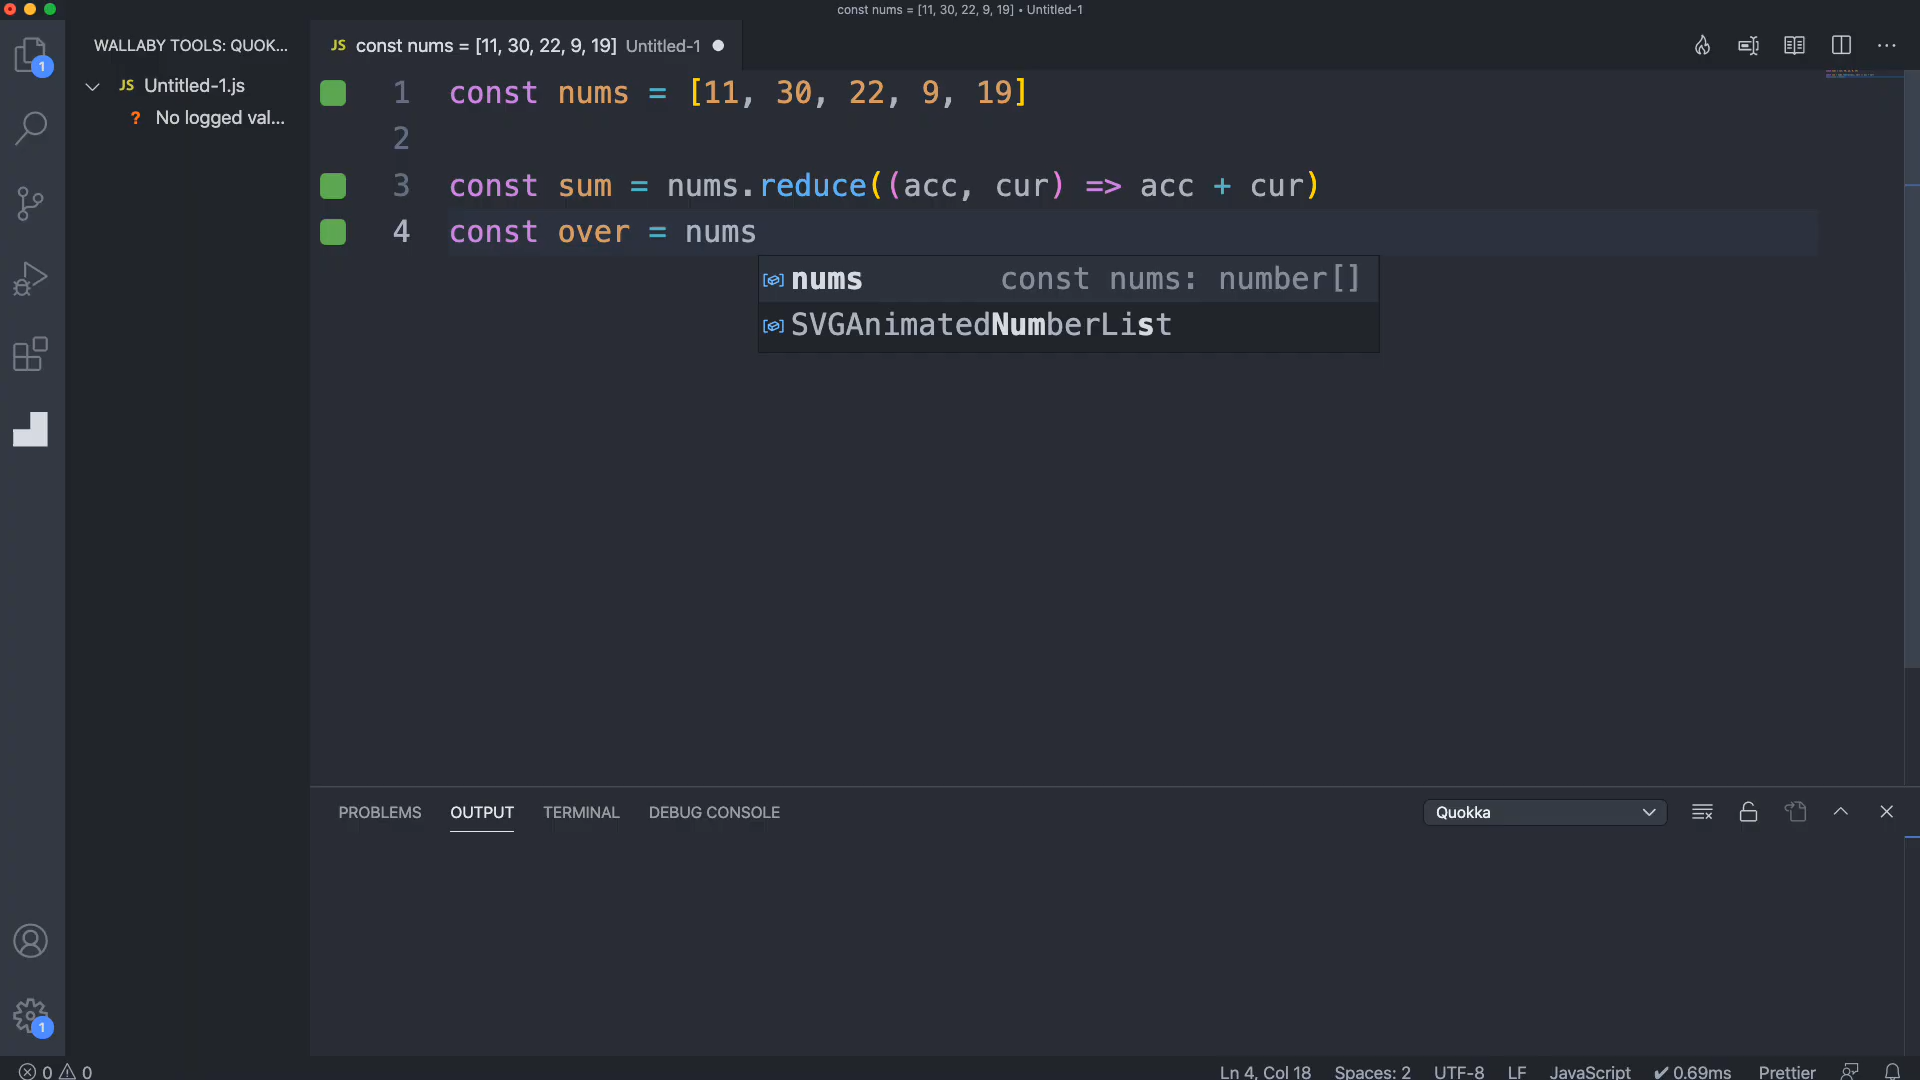 const nums = [11, 30, 22, 9, 19] • Untitled-1
WALLABY TOOLS: QUOK...
JS const nums = [11, 30, 22, 9, 19] Untitled-1
1
JS Untitled-1.js
? No logged val...
1 const nums = [11, 30, 22, 9, 19]
2
3 const sum = nums.reduce((acc, cur) => acc + cur)
4 const over = nums
nums const nums: number[]
SVGAnimatedNumberList
PROBLEMS OUTPUT TERMINAL DEBUG CONSOLE Quokka
1
0 0 Ln 4, Col 18 Spaces: 2 UTF-8 LF JavaScript ✔ 0.69ms Prettier